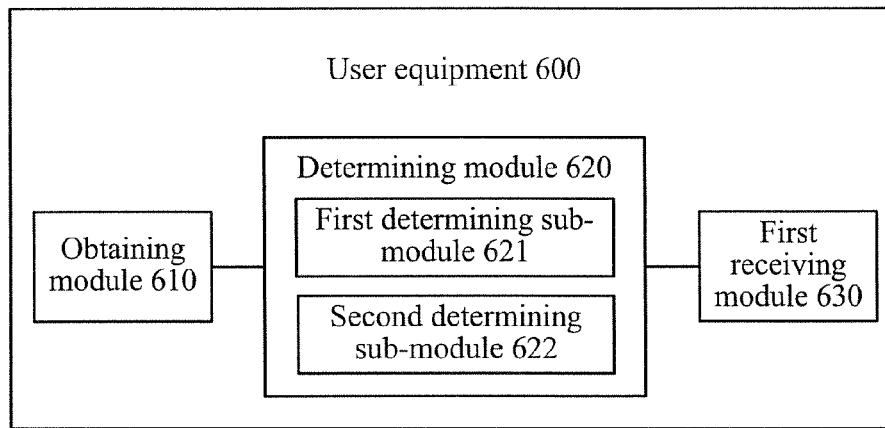 User equipment 600
Determining module 620
First determining sub-
module 621
Second determining
sub-module 622
Obtaining
module 610
First
receiving
module 630